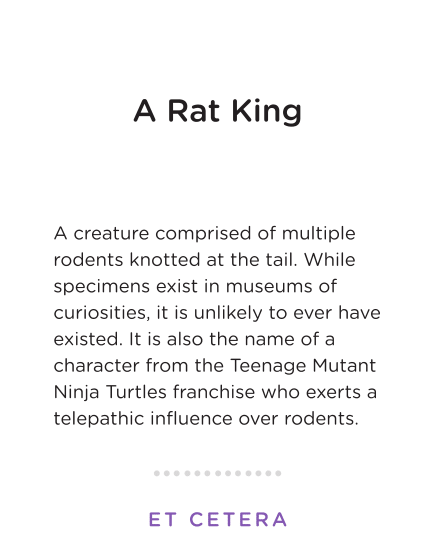 A Rat King
A creature comprised of multiple
rodents knotted at the tail. While
specimens exist in museums of
curiosities, it is unlikely to ever have
existed. It is also the name of a
character from the Teenage Mutant
Ninja Turtles franchise who exerts a
telepathic influence over rodents.
ET CETERA